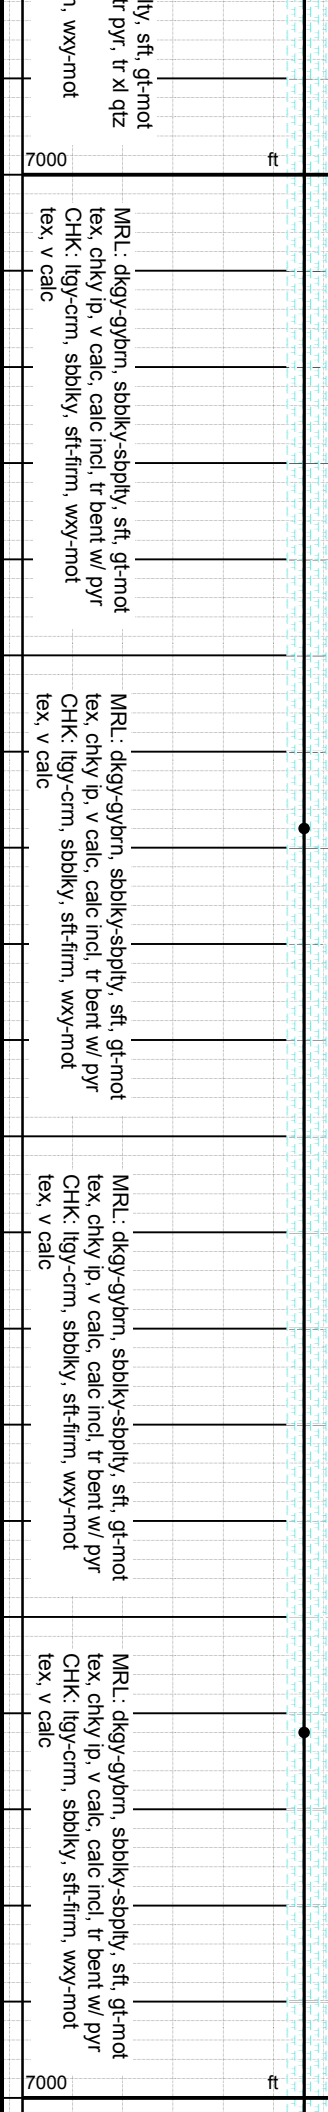 lty, sft, gt-mot
tr pyr, tr xl qtz
wxy-mot
7000 ft
MRL: dkgy-gybrn, sbblky-sbplty, sft, gt-mot
tex, chky ip, v calc, calc incl, tr bent w/ pyr
CHK: ltgy-crm, sbblky, sft-firm, wxy-mot
tex, v calc
MRL: dkgy-gybrn, sbblky-sbplty, sft, gt-mot
tex, chky ip, v calc, calc incl, tr bent w/ pyr
CHK: ltgy-crm, sbblky, sft-firm, wxy-mot
tex, v calc
MRL: dkgy-gybrn, sbblky-sbplty, sft, gt-mot
tex, chky ip, v calc, calc incl, tr bent w/ pyr
CHK: ltgy-crm, sbblky, sft-firm, wxy-mot
tex, v calc
MRL: dkgy-gybrn, sbblky-sbplty, sft, gt-mot
tex, chky ip, v calc, calc incl, tr bent w/ pyr
CHK: ltgy-crm, sbblky, sft-firm, wxy-mot
tex, v calc
7000 ft